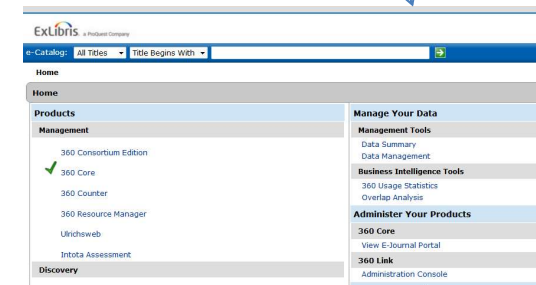 ExLibris a ProQuest Company
e-Catalog: All Titles Title Begins With
Home
Home
Products
Management
360 Consortium Edition
360 Core
360 Counter
360 Resource Manager
Ulrichsweb
Intota Assessment
Discovery
Manage Your Data
Management Tools
Data Summary
Data Management
Business Intelligence Tools
360 Usage Statistics
Overlap Analysis
Administer Your Products
360 Core
View E-Journal Portal
360 Link
Administration Console